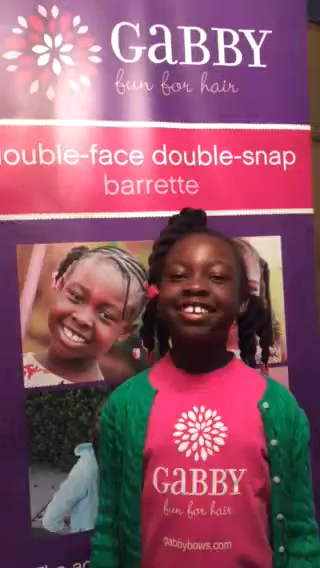 GaBBY
fun for hair
double-face double-snap
barrette
GaBBY
fun for hair
gabbybows.com